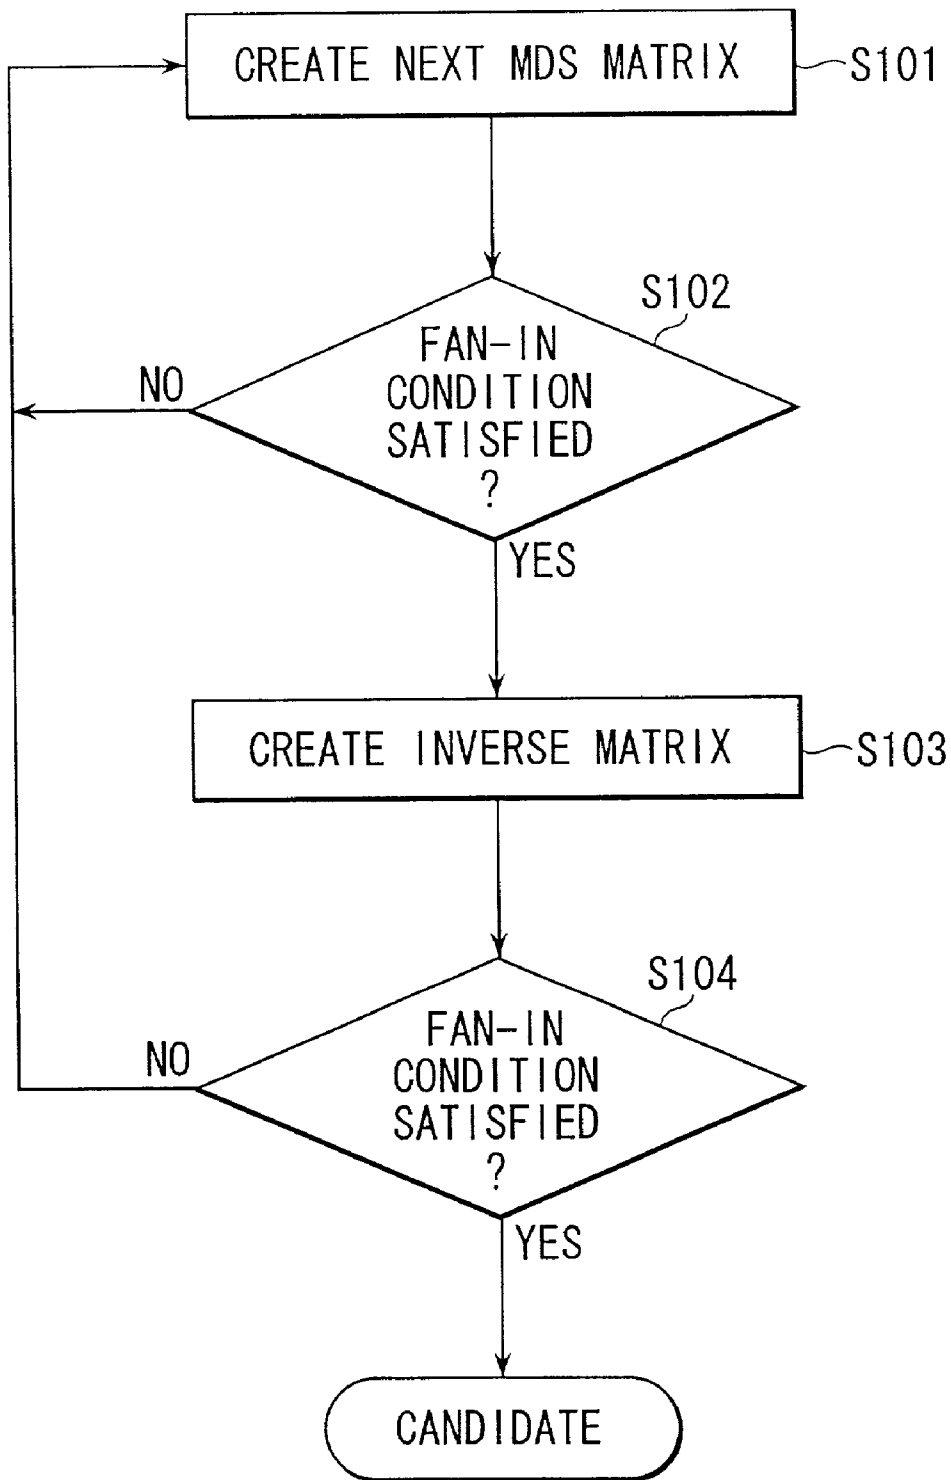 CREATE NEXT MDS MATRIX
S101
S102
FAN-IN
CONDITION
SATISFIED
?
NO
YES
CREATE INVERSE MATRIX
S103
S104
FAN-IN
CONDITION
SATISFIED
?
NO
YES
CANDIDATE